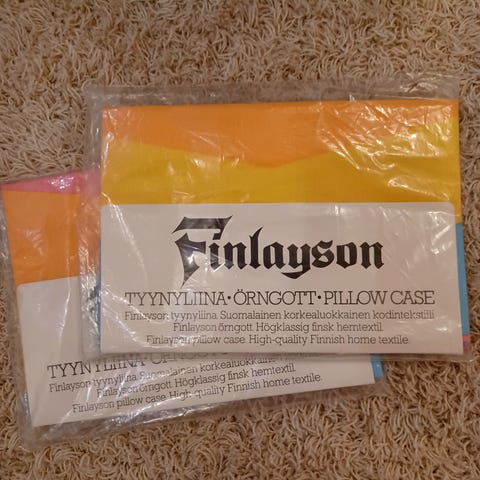 Finlayson
TYYNYLIINA•ÖRNGOTT•PILLOW CASE
Finlayson tyynyliina. Suomalainen korkealuokkainen kodintekstiili
Finlayson örngott. Högklassig finsk hemtextil.
Finlayson pillow case. High-quality Finnish home textile.
TYYNYLIINA•ÖRNGOTT
Finlayson tyynyliina. Suomalainen korkealuokkainen
Finlayson örngott. Högklassig finsk hemtextil.
Finlayson pillow case. High-quality Finnish home textile.